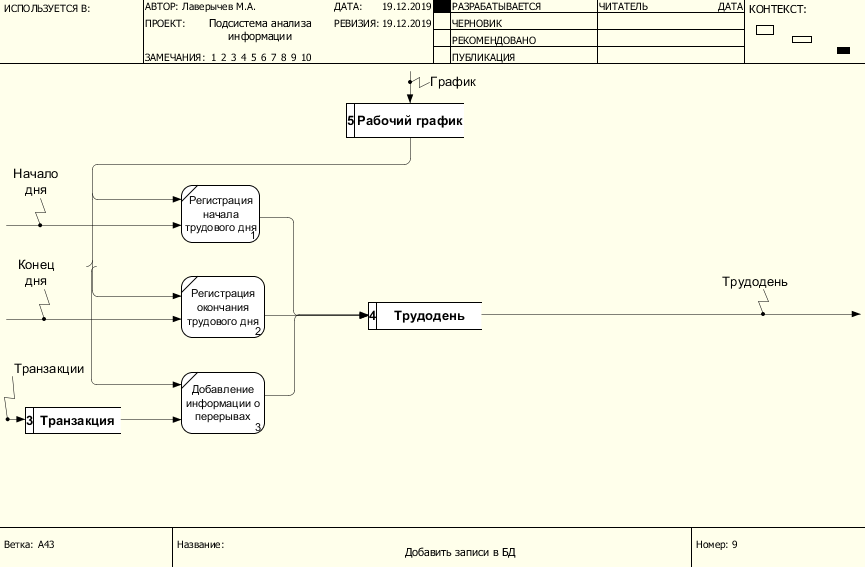 ИСПОЛЬЗУЕТСЯ В:
АВТОР: Лаверычев М.А.
ДАТА: 19.12.2019
РАЗРАБАТЫВАЕТСЯ
ЧИТАТЕЛЬ
ДАТА
КОНТЕКСТ:
ПРОЕКТ: Подсистема анализа
информации
РЕВИЗИЯ: 19.12.2019
ЧЕРНОВИК
РЕКОМЕНДОВАНО
ЗАМЕЧАНИЯ: 1 2 3 4 5 6 7 8 9 10
ПУБЛИКАЦИЯ
График
5 Рабочий график
Начало
дня
Регистрация
начала
трудового дня
1
Конец
дня
Регистрация
окончания
трудового дня
2
4 Трудодень
Трудодень
Транзакции
3 Транзакция
Добавление
информации о
перерывах
3
Ветка: A43
Название:
Добавить записи в БД
Номер: 9